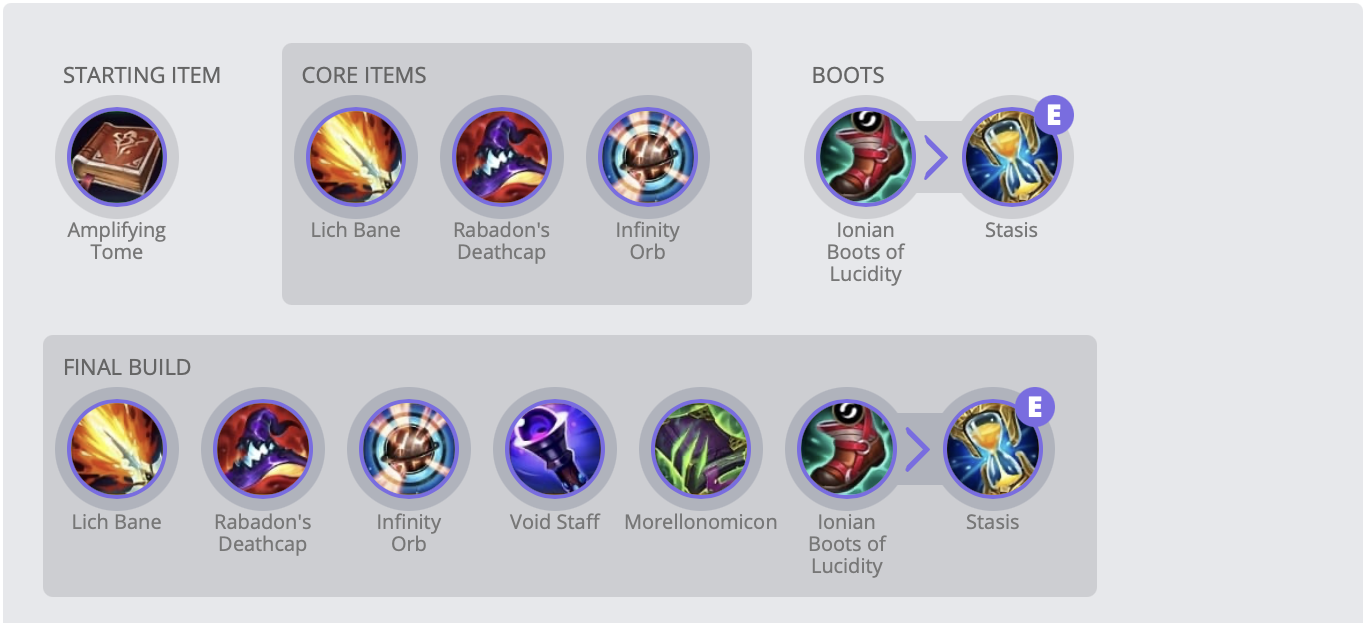 STARTING ITEM
Amplifying
Tome
CORE ITEMS
Lich Bane
Rabadon's
Deathcap
Infinity
Orb
BOOTS
Ionian
Boots of
Lucidity
E
Stasis
FINAL BUILD
Lich Bane
Rabadon's
Deathcap
Infinity
Orb
Void Staff
Morellonomicon
Ionian
Boots of
Lucidity
E
Stasis